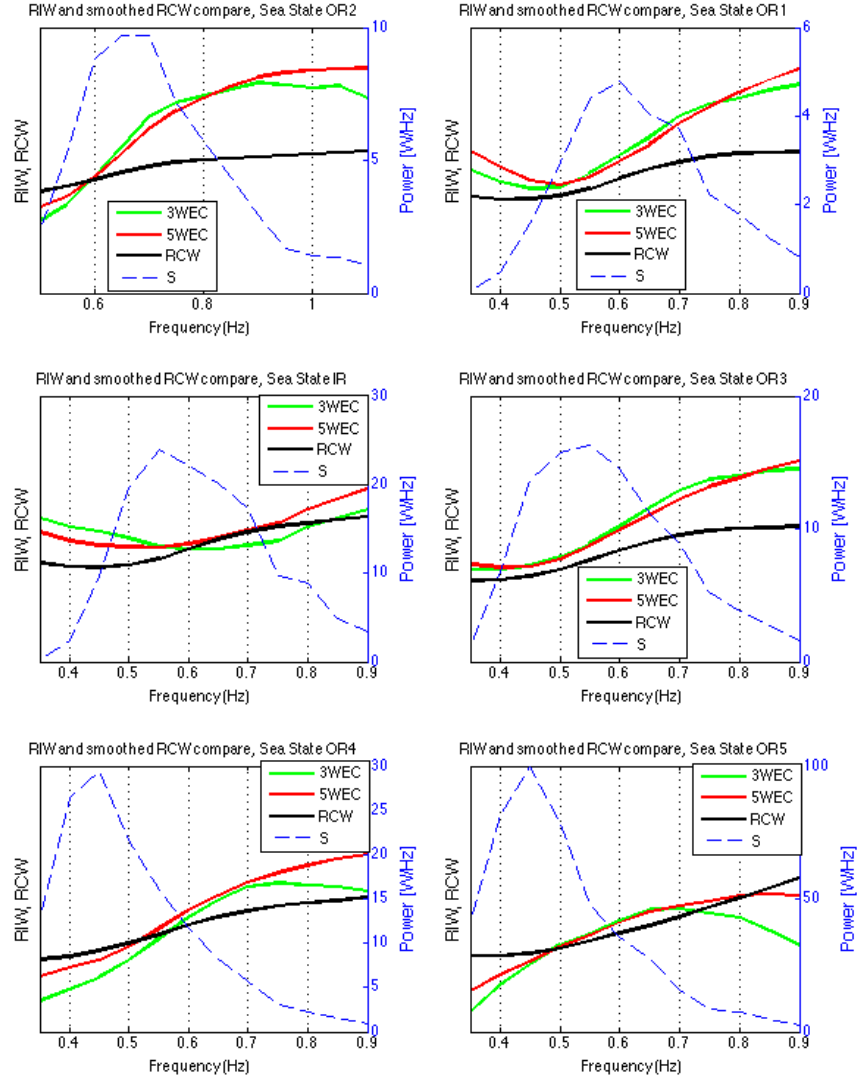 RIW and smoothed RCW compare, Sea State OR2
RIW, RCW
3WEC
5WEC
RCW
S
0.6 0.8 1
Frequency(Hz)
10
5
0
Power [W/Hz]
RIW and smoothed RCW compare, Sea State OR1
RIW, RCW
3WEC
5WEC
RCW
S
0.4 0.5 0.6 0.7 0.8 0.9
Frequency(Hz)
6
4
2
0
Power [W/Hz]
RIW and smoothed RCW compare, Sea State IR
RIW, RCW
3WEC
5WEC
RCW
S
0.4 0.5 0.6 0.7 0.8 0.9
Frequency(Hz)
30
20
10
0
Power [W/Hz]
RIW and smoothed RCW compare, Sea State OR3
RIW, RCW
3WEC
5WEC
RCW
S
0.4 0.5 0.6 0.7 0.8 0.9
Frequency(Hz)
20
10
0
Power [W/Hz]
RIW and smoothed RCW compare, Sea State OR4
RIW, RCW
3WEC
5WEC
RCW
S
0.4 0.5 0.6 0.7 0.8 0.9
Frequency(Hz)
30
25
20
15
10
5
0
Power [W/Hz]
RIW and smoothed RCW compare, Sea State OR5
RIW, RCW
3WEC
5WEC
RCW
S
0.4 0.5 0.6 0.7 0.8 0.9
Frequency(Hz)
100
50
0
Power [W/Hz]